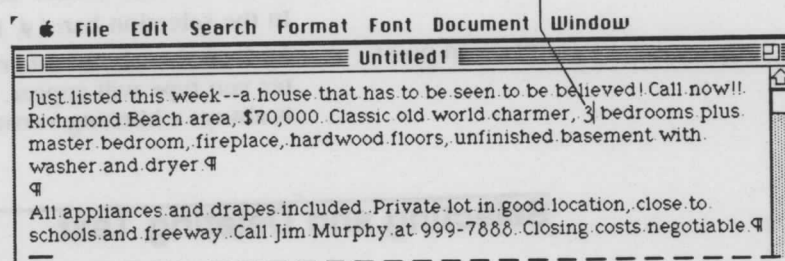 File Edit Search Format Font Document Window
Untitled1
Just listed this week--a house that has to be seen to be believed! Call now!!
Richmond Beach area, $70,000. Classic old world charmer, 3 bedrooms plus
master bedroom, fireplace, hardwood floors, unfinished basement with
washer and dryer.¶
¶
All appliances and drapes included. Private lot in good location, close to
schools and freeway. Call Jim Murphy at 999-7888. Closing costs negotiable.¶